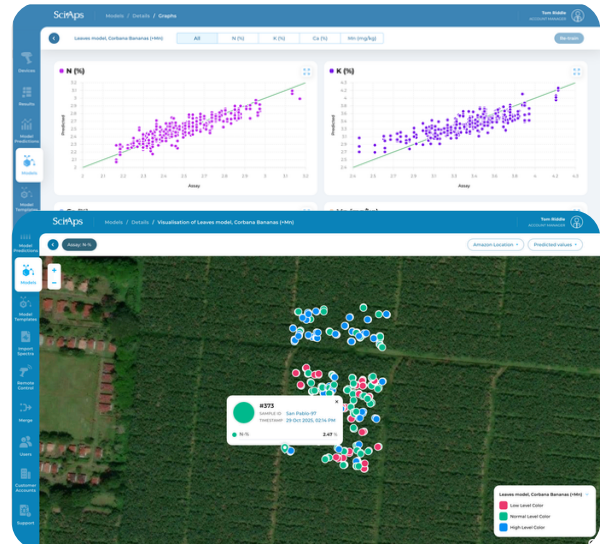 SciAps
Models / Details / Graphs
Tom Riddle
ACCOUNT MANAGER
Leaves model, Corbana Bananas (+Mn)
All
N (%)
K (%)
Ca (%)
Mn (mg/kg)
Re-train
Devices
Results
Model Predictions
Models
Model Templates
N (%)
Predicted
Assay
K (%)
Predicted
Assay
SciAps
Models / Details / Visualisation of Leaves model, Corbana Bananas (+Mn)
Tom Riddle
ACCOUNT MANAGER
Assay: N-%
Amazon Location
Predicted values
Model Predictions
Models
Model Templates
Import Spectra
Remote Control
Merge
Users
Customer Accounts
Support
+
−
#373
SAMPLE ID San Pablo-97
TIMESTAMP 29 Oct 2025, 02:14 PM
N-% 2.47 %
Leaves model, Corbana Bananas (+Mn)
Low Level Color
Normal Level Color
High Level Color